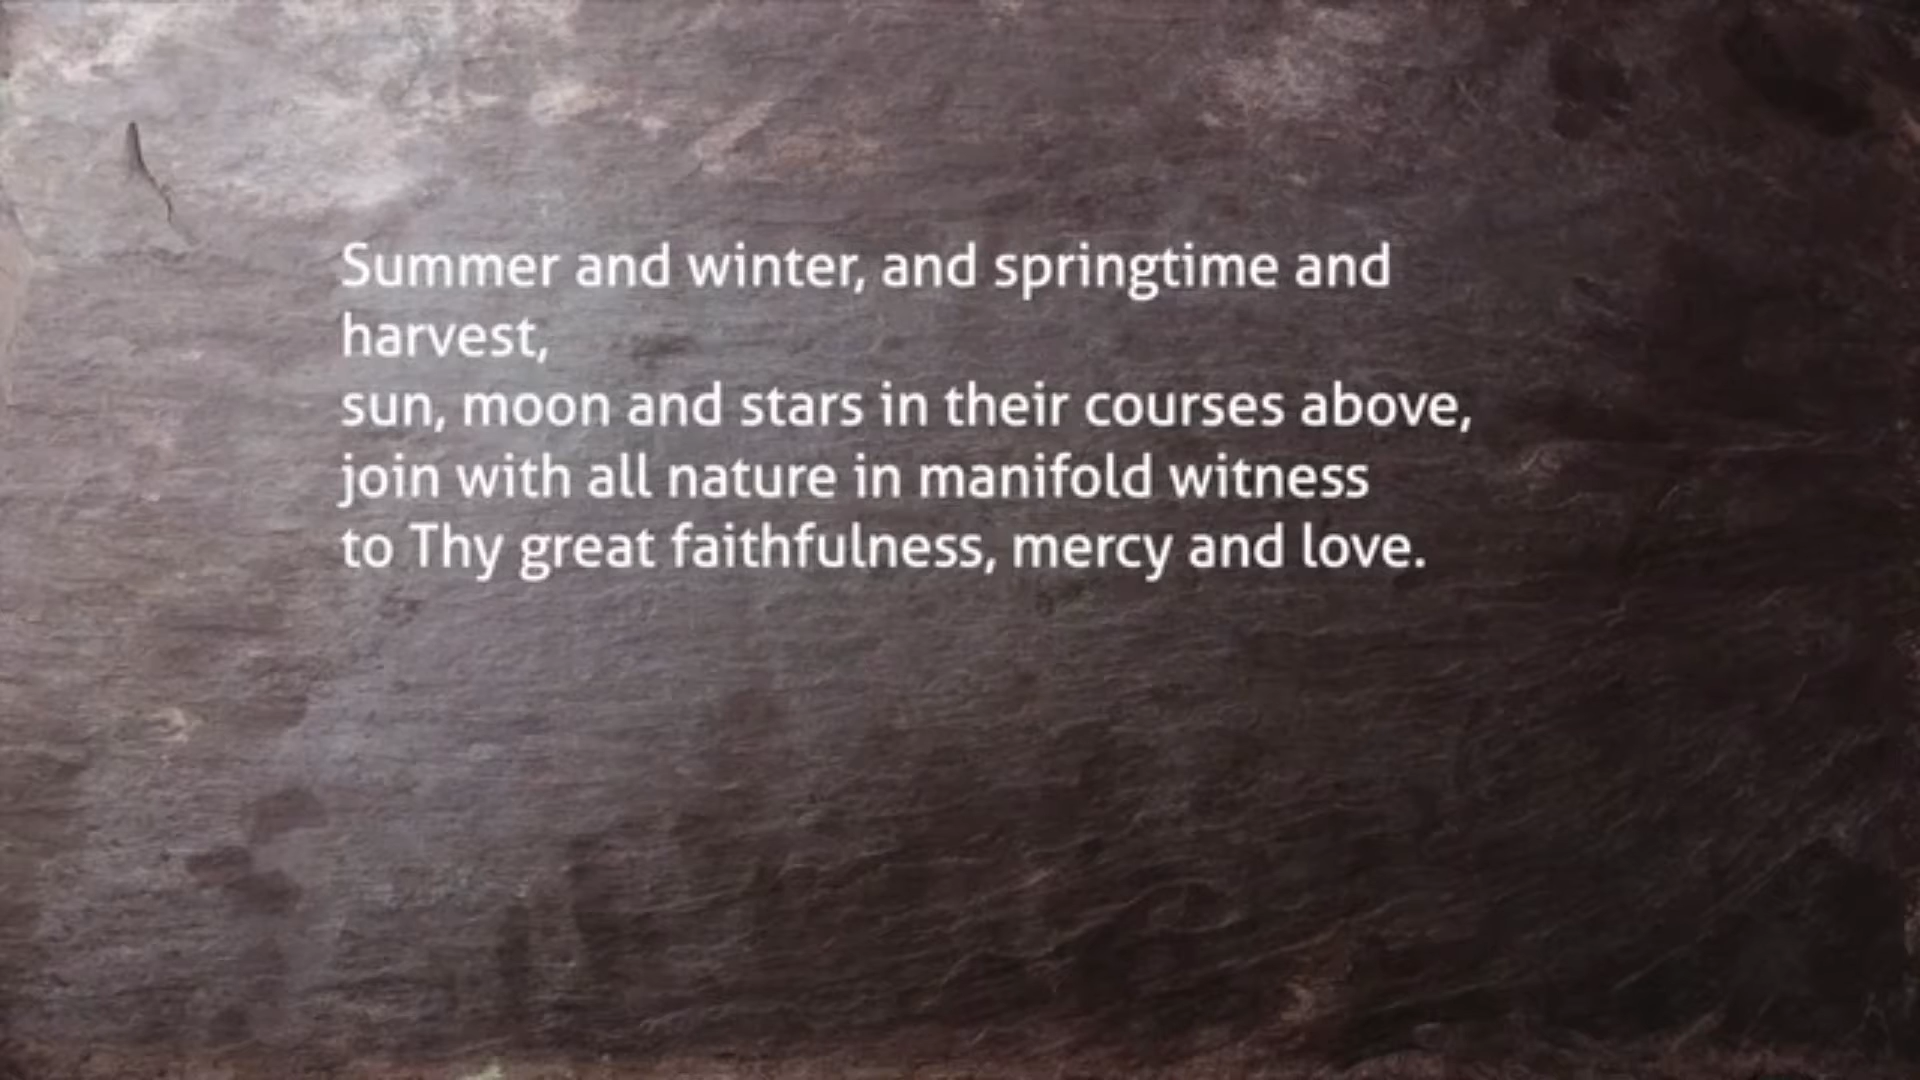 Summer and winter, and springtime and
harvest,
sun, moon and stars in their courses above,
join with all nature in manifold witness
to Thy great faithfulness, mercy and love.